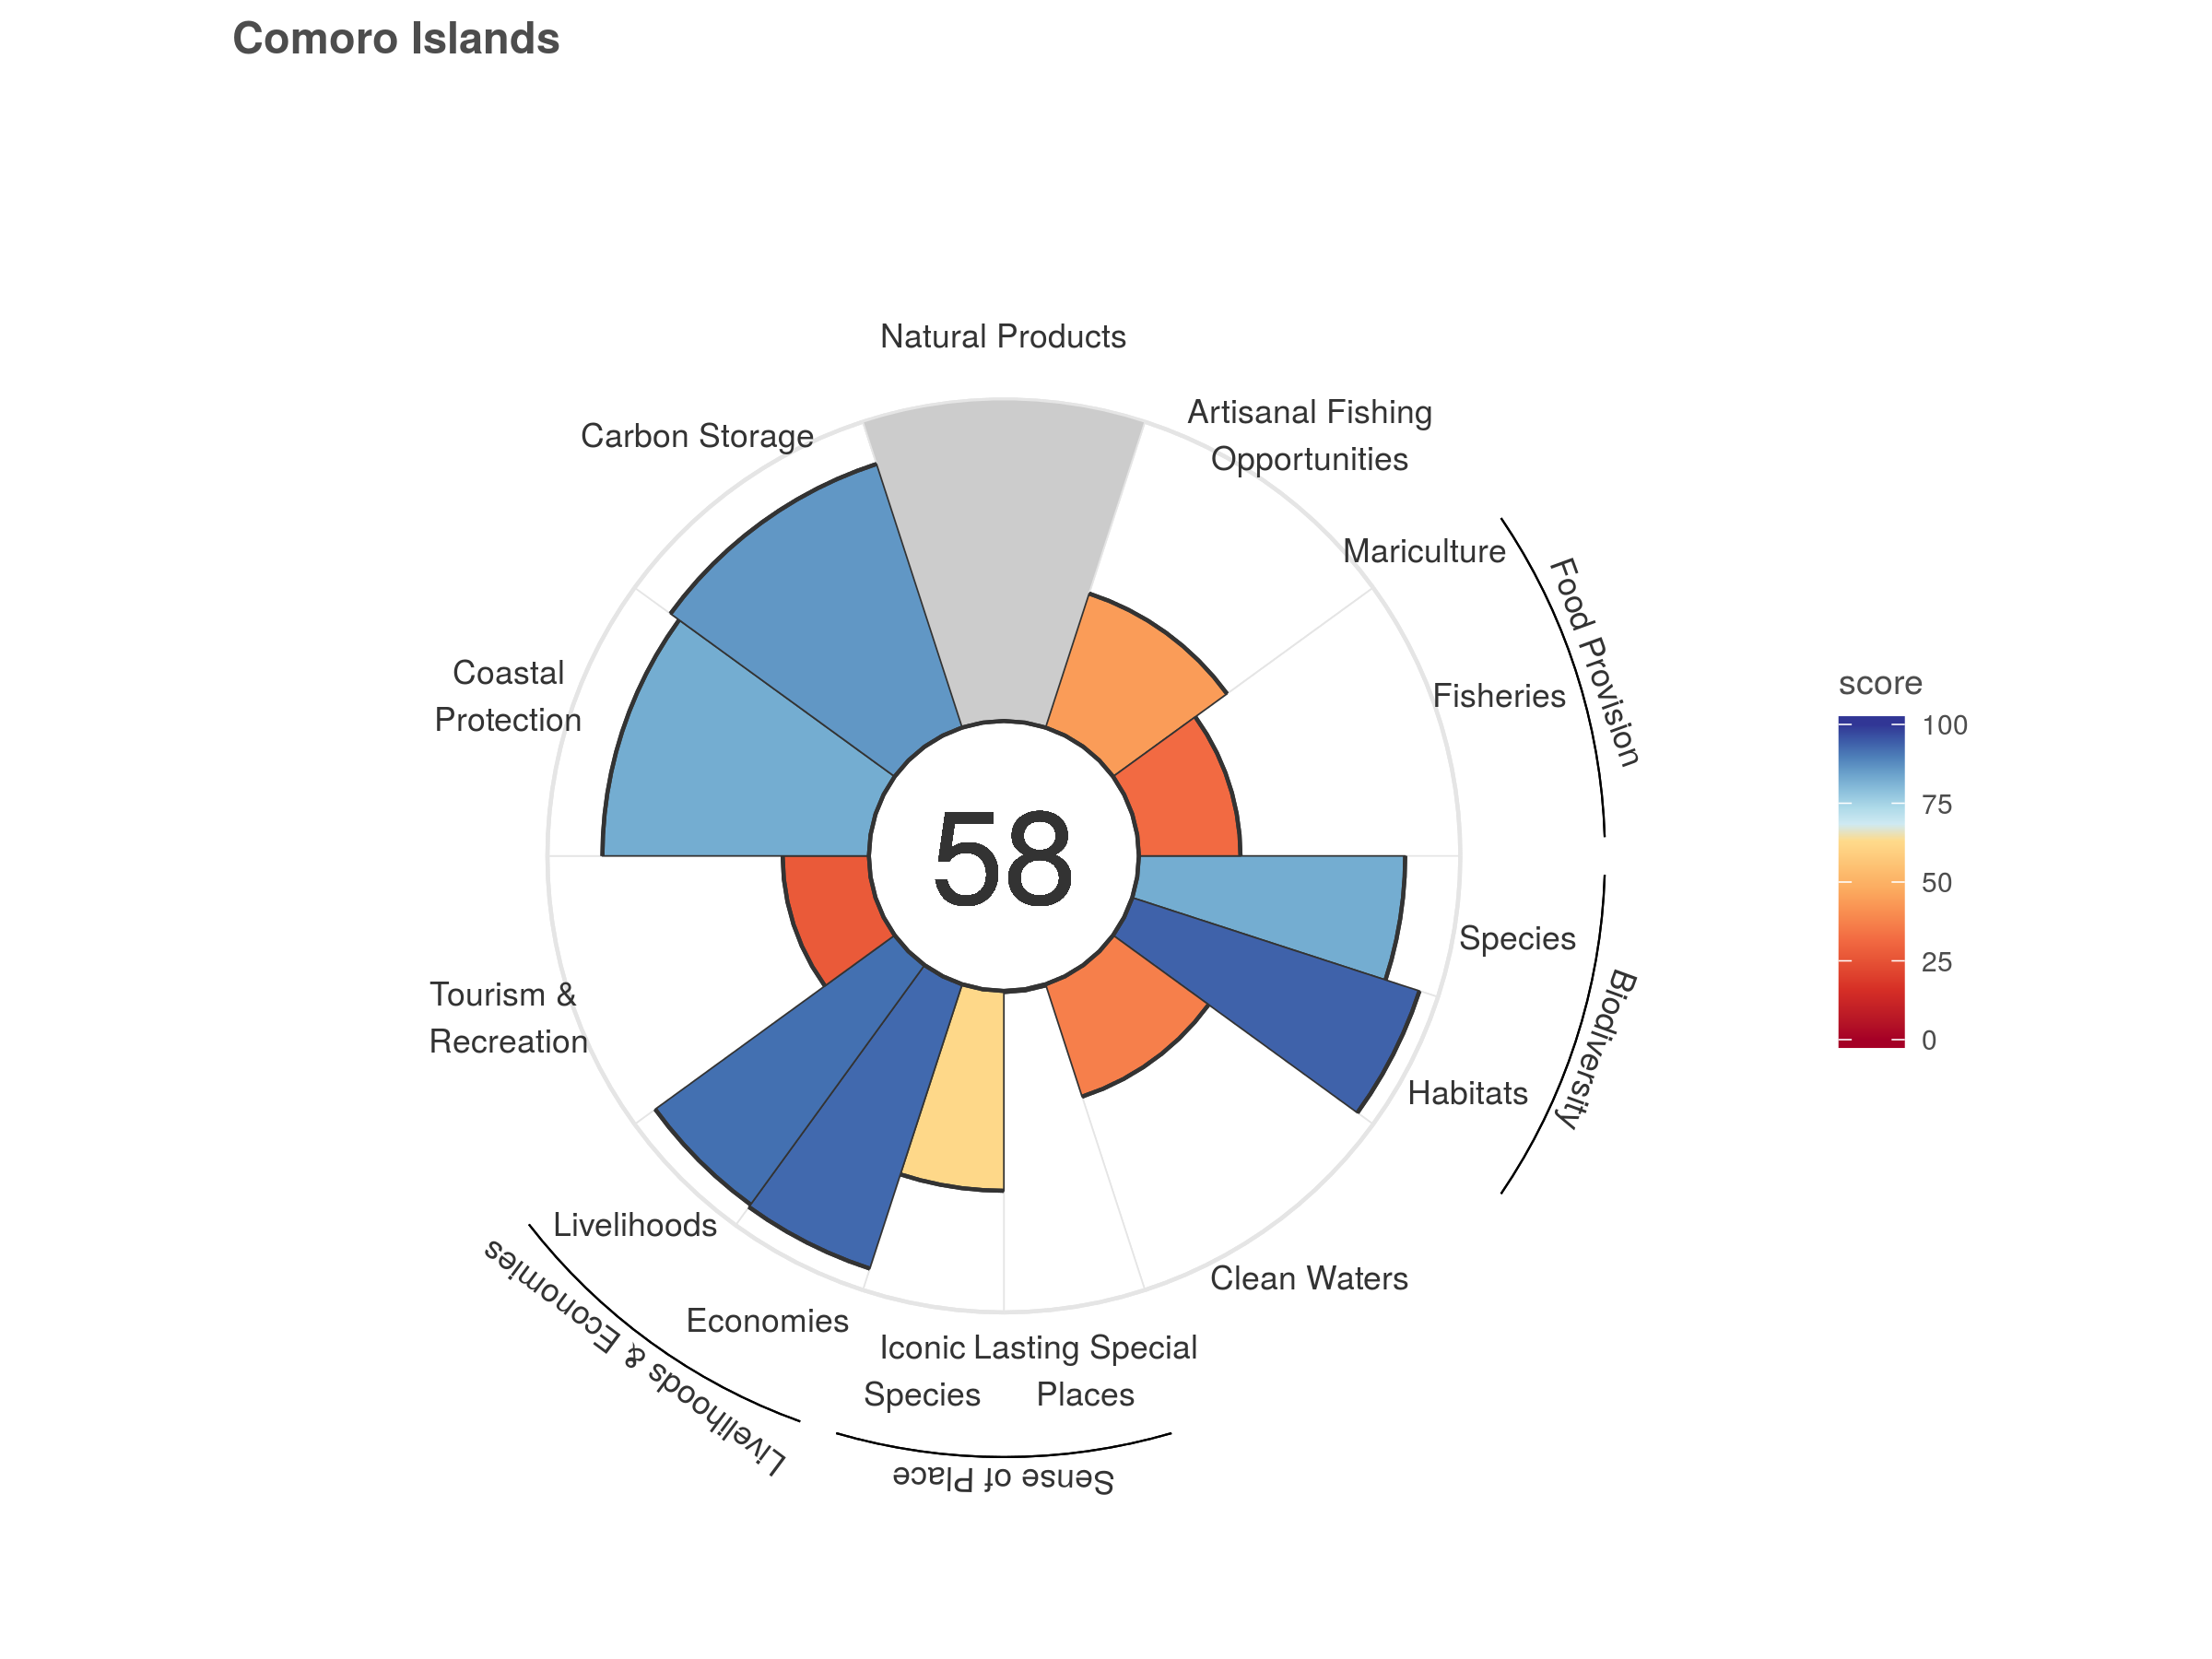 Comoro Islands
Natural Products
Artisanal Fishing
Opportunities
Carbon Storage
Mariculture
Food Provision
Fisheries
Coastal
Protection
score
100
75
50
25
0
58
Species
Biodiversity
Habitats
Tourism &
Recreation
Livelihoods
Livelihoods & Economies
Economies
Clean Waters
Iconic
Species
Lasting Special
Places
Sense of Place